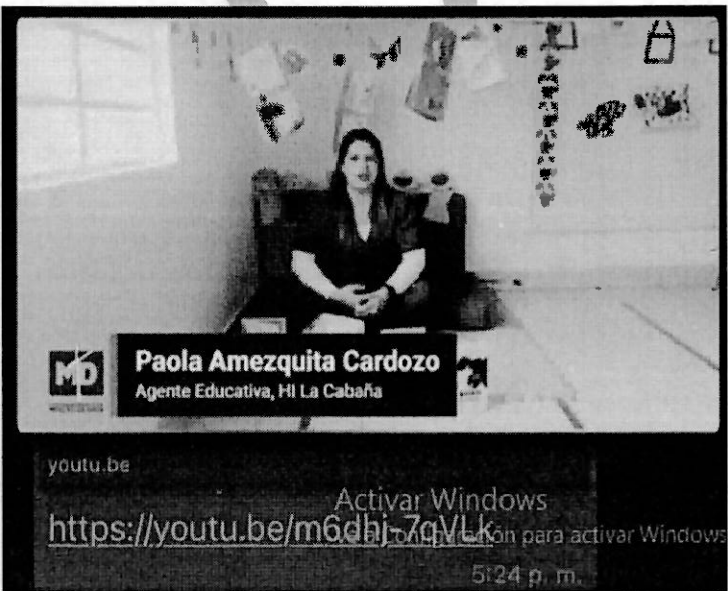 MD
Paola Amezquita Cardozo
Agente Educativa, HI La Cabaña
youtu.be
Activar Windows
https://youtu.be/m6dhj-7qVLk
Configuración para activar Windows
5:24 p. m.